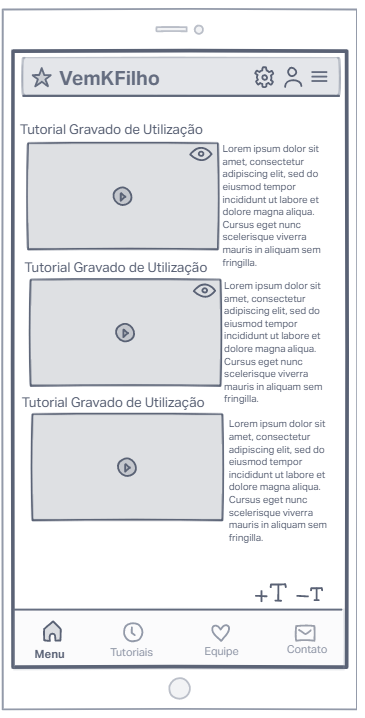 VemKFilho
Tutorial Gravado de Utilização
Lorem ipsum dolor sit
amet, consectetur
adipiscing elit, sed do
eiusmod tempor
incididunt ut labore et
dolore magna aliqua.
Cursus eget nunc
scelerisque viverra
mauris in aliquam sem
fringilla.
Tutorial Gravado de Utilização
Lorem ipsum dolor sit
amet, consectetur
adipiscing elit, sed do
eiusmod tempor
incididunt ut labore et
dolore magna aliqua.
Cursus eget nunc
scelerisque viverra
mauris in aliquam sem
fringilla.
Tutorial Gravado de Utilização
Lorem ipsum dolor sit
amet, consectetur
adipiscing elit, sed do
eiusmod tempor
incididunt ut labore et
dolore magna aliqua.
Cursus eget nunc
scelerisque viverra
mauris in aliquam sem
fringilla.
+T −T
Menu Tutoriais Equipe Contato